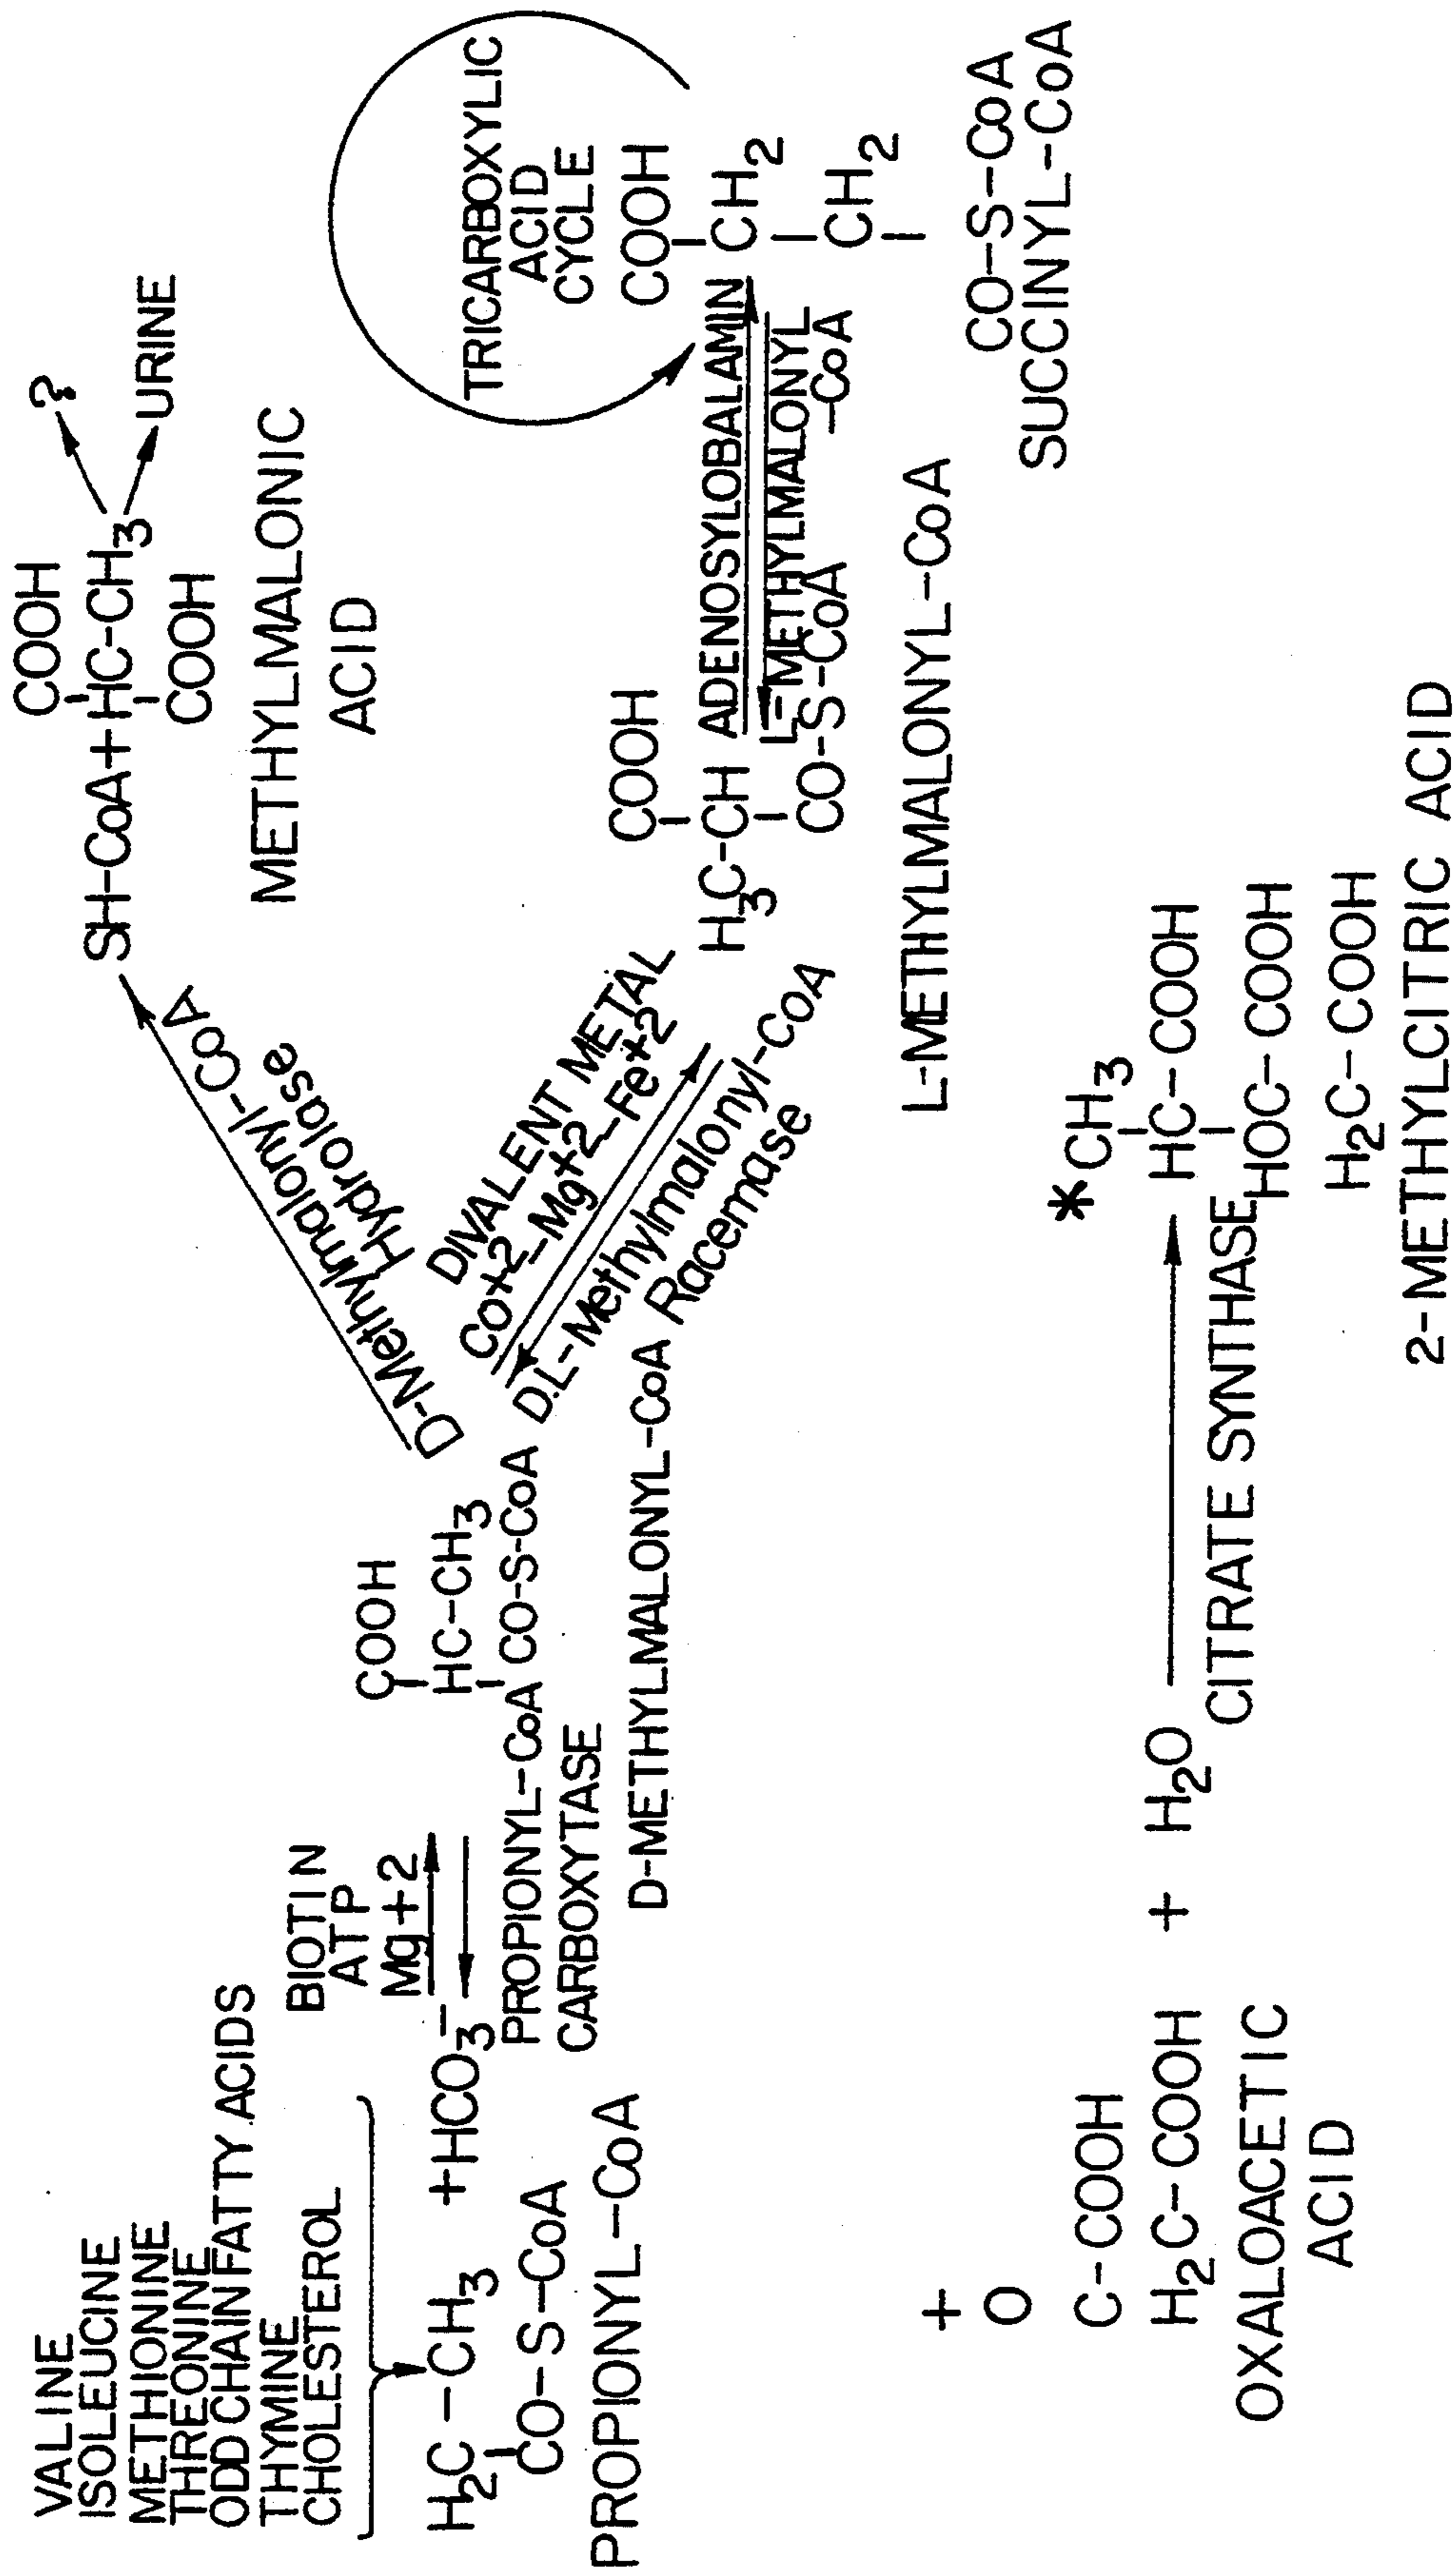 VALINE
ISOLEUCINE
METHIONINE
THREONINE
ODD CHAIN FATTY ACIDS
THYMINE
CHOLESTEROL
H2C-CH3 +HCO3-
CO-S-CoA
PROPIONYL-CoA
BIOTIN
ATP
Mg+2
PROPIONYL-CoA
CARBOXYTASE
COOH
HC-CH3
CO-S-CoA
D-METHYLMALONYL-CoA
D-Methylmalonyl-CoA
Hydrolase
COOH
SH-CoA+HC-CH3
COOH
?
URINE
METHYLMALONIC
ACID
DIVALENT METAL
Co+2-Mg+2-Fe+2
D.L-Methylmalonyl-COA
Racemase
COOH
H3C-CH
CO-S-CoA
L-METHYLMALONYL-CoA
ADENOSYLOBALAMIN
L-METHYLMALONYL
-CoA
TRICARBOXYLIC
ACID
CYCLE
COOH
CH2
CH2
CO-S-CoA
SUCCINYL-CoA
+
O
C-COOH
H2C-COOH + H2O
OXALOACETIC
ACID
CITRATE SYNTHASE
*
CH3
HC-COOH
HOC-COOH
H2C-COOH
2-METHYLCITRIC ACID